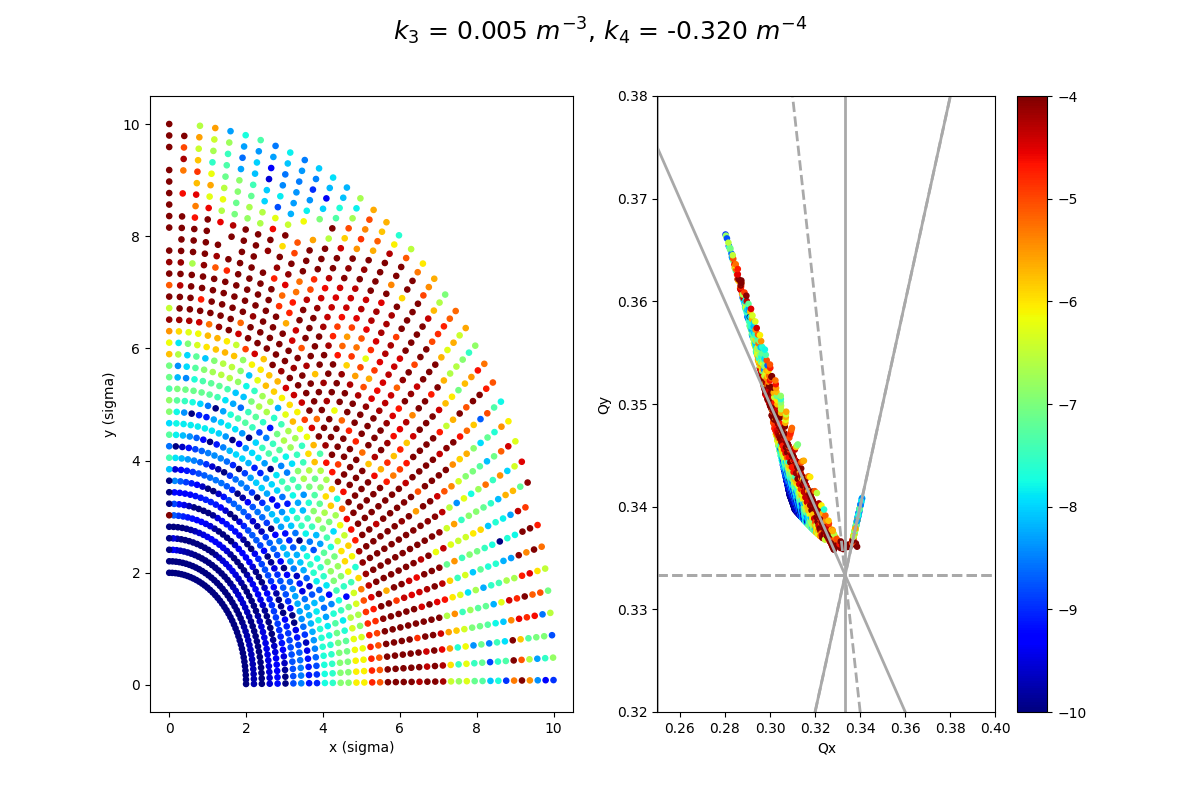 k₃ = 0.005 m⁻³, k₄ = -0.320 m⁻⁴
10
8
6
4
2
0
y (sigma)
0 2 4 6 8 10
x (sigma)
0.38
0.37
0.36
0.35
0.34
0.33
0.32
Qy
0.26 0.28 0.30 0.32 0.34 0.36 0.38 0.40
Qx
−4
−5
−6
−7
−8
−9
−10